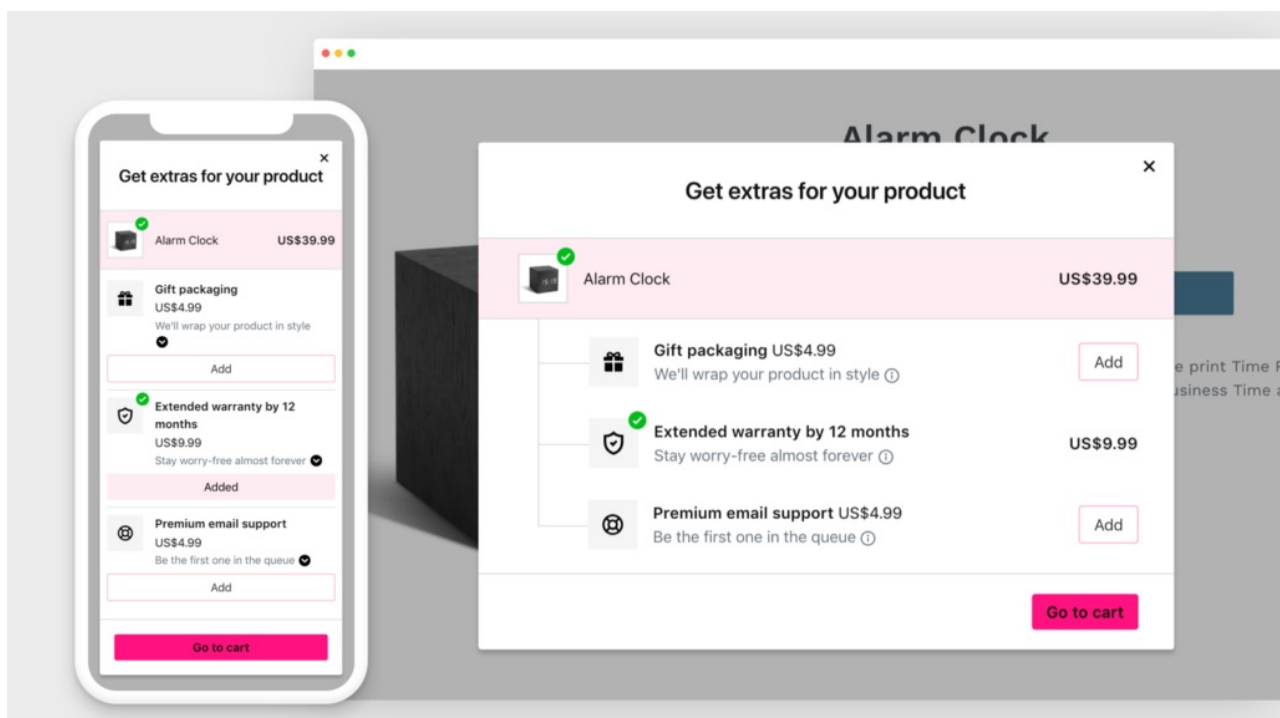 Get extras for your product
Alarm Clock US$39.99
Gift packaging
US$4.99
We'll wrap your product in style
Add
Extended warranty by 12
months
US$9.99
Stay worry-free almost forever
Added
Premium email support
US$4.99
Be the first one in the queue
Add
Go to cart
Alarm Clock
Get extras for your product
Alarm Clock US$39.99
Gift packaging US$4.99
We'll wrap your product in style
Add
Extended warranty by 12 months
Stay worry-free almost forever
US$9.99
Premium email support US$4.99
Be the first one in the queue
Add
Go to cart
e print Time
usiness Time